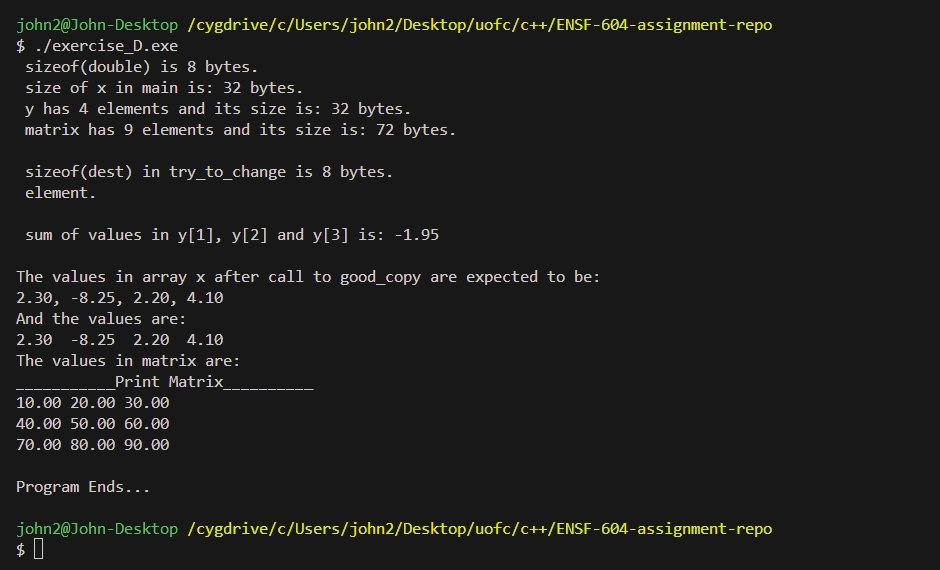 john2@John-Desktop /cygdrive/c/Users/john2/Desktop/uofc/c++/ENSF-604-assignment-repo
$ ./exercise_D.exe
sizeof(double) is 8 bytes.
size of x in main is: 32 bytes.
y has 4 elements and its size is: 32 bytes.
matrix has 9 elements and its size is: 72 bytes.
sizeof(dest) in try_to_change is 8 bytes.
element.
sum of values in y[1], y[2] and y[3] is: -1.95
The values in array x after call to good_copy are expected to be:
2.30, -8.25, 2.20, 4.10
And the values are:
2.30  -8.25  2.20  4.10
The values in matrix are:
___________Print Matrix__________
10.00 20.00 30.00
40.00 50.00 60.00
70.00 80.00 90.00
Program Ends...
john2@John-Desktop /cygdrive/c/Users/john2/Desktop/uofc/c++/ENSF-604-assignment-repo
$